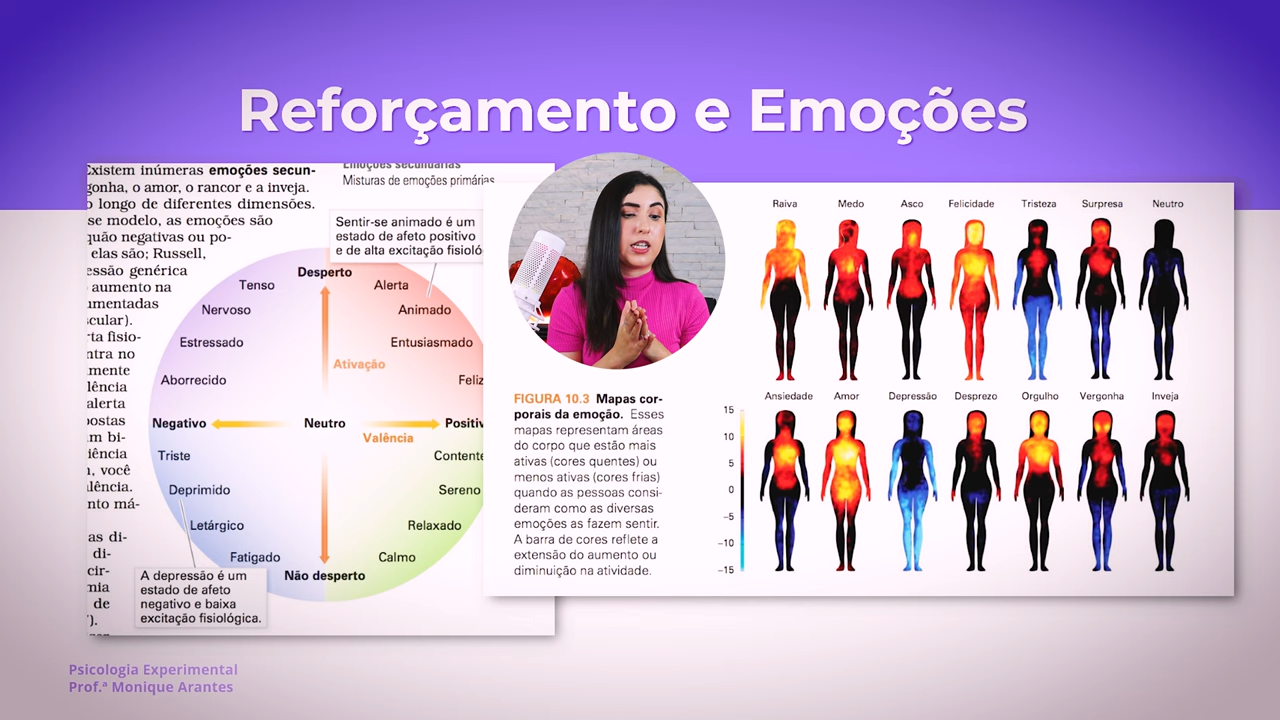 Reforçamento e Emoções
Existem inúmeras emoções secun-
gonha, o amor, o rancor e a inveja.
o longo de diferentes dimensões.
se modelo, as emoções são
quão negativas ou po-
elas são; Russell,
essão genérica
aumento na
umentadas
scular).
rta fisio-
ntra no
amente
lência
alerta
postas
um bi-
iência
n, você
lência.
nto má-
as di-
di-
cir-
nia
de
").
Emoções secundárias
Misturas de emoções primárias
Sentir-se animado é um
estado de afeto positivo
e de alta excitação fisioló
Desperto
Tenso
Alerta
Nervoso
Animado
Estressado
Entusiasmado
Ativação
Aborrecido
Feliz
Negativo
Neutro
Positiv
Valência
Triste
Contente
Deprimido
Sereno
Letárgico
Relaxado
Fatigado
Calmo
Não desperto
A depressão é um
estado de afeto
negativo e baixa
excitação fisiológica.
FIGURA 10.3 Mapas cor-
porais da emoção. Esses
mapas representam áreas
do corpo que estão mais
ativas (cores quentes) ou
menos ativas (cores frias)
quando as pessoas consi-
deram como as diversas
emoções as fazem sentir.
A barra de cores reflete a
extensão do aumento ou
diminuição na atividade.
Raiva Medo Asco Felicidade Tristeza Surpresa Neutro
Ansiedade Amor Depressão Desprezo Orgulho Vergonha Inveja
15
10
5
0
−5
−10
−15
Psicologia Experimental
Prof.ª Monique Arantes